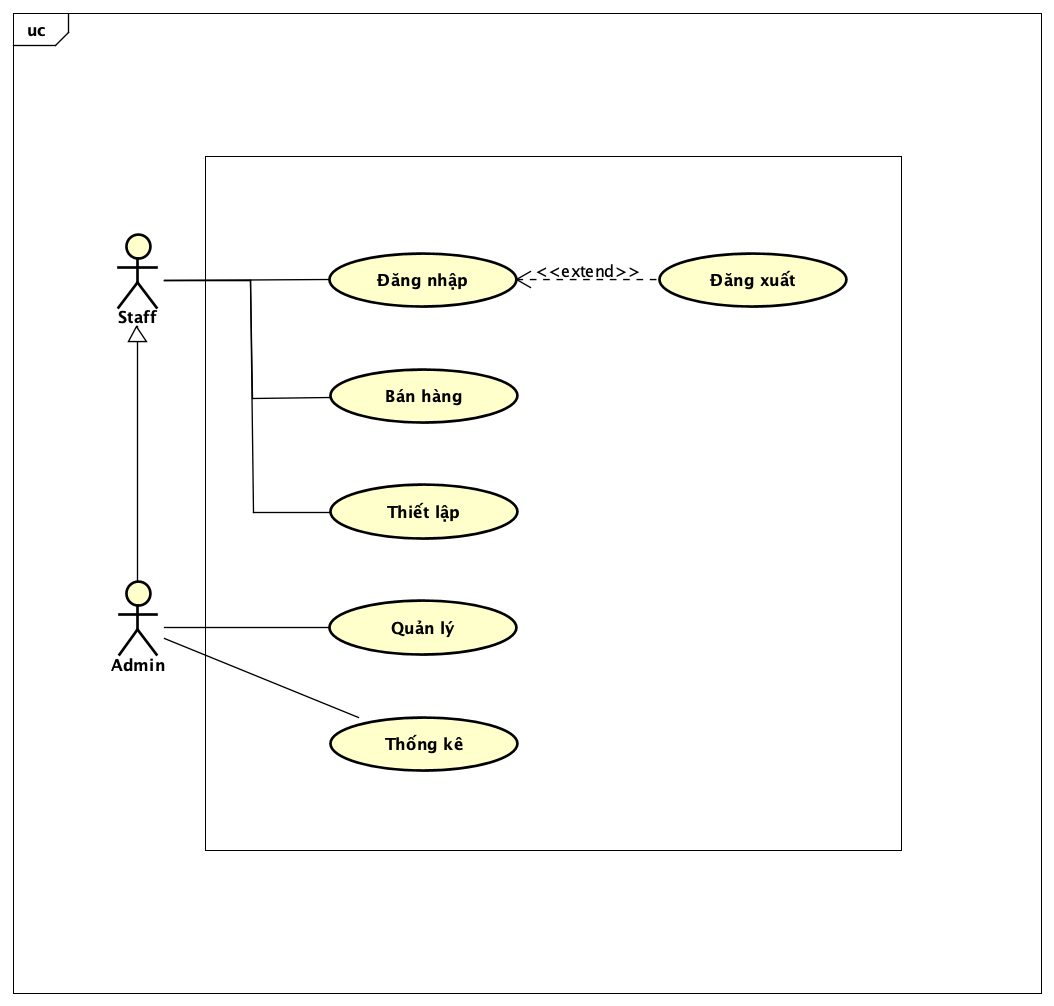 uc
Staff
Đăng nhập
<<extend>>
Đăng xuất
Bán hàng
Thiết lập
Admin
Quản lý
Thống kê